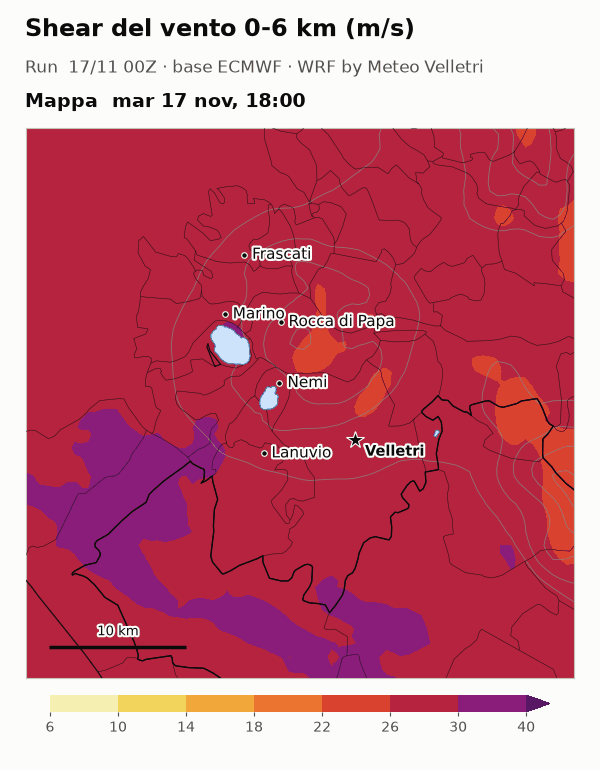 Shear del vento 0-6 km (m/s)
Run  17/11 00Z · base ECMWF · WRF by Meteo Velletri
Mappa  mar 17 nov, 18:00
Frascati
Marino
Rocca di Papa
Nemi
Velletri
Lanuvio
10 km
6 10 14 18 22 26 30 40